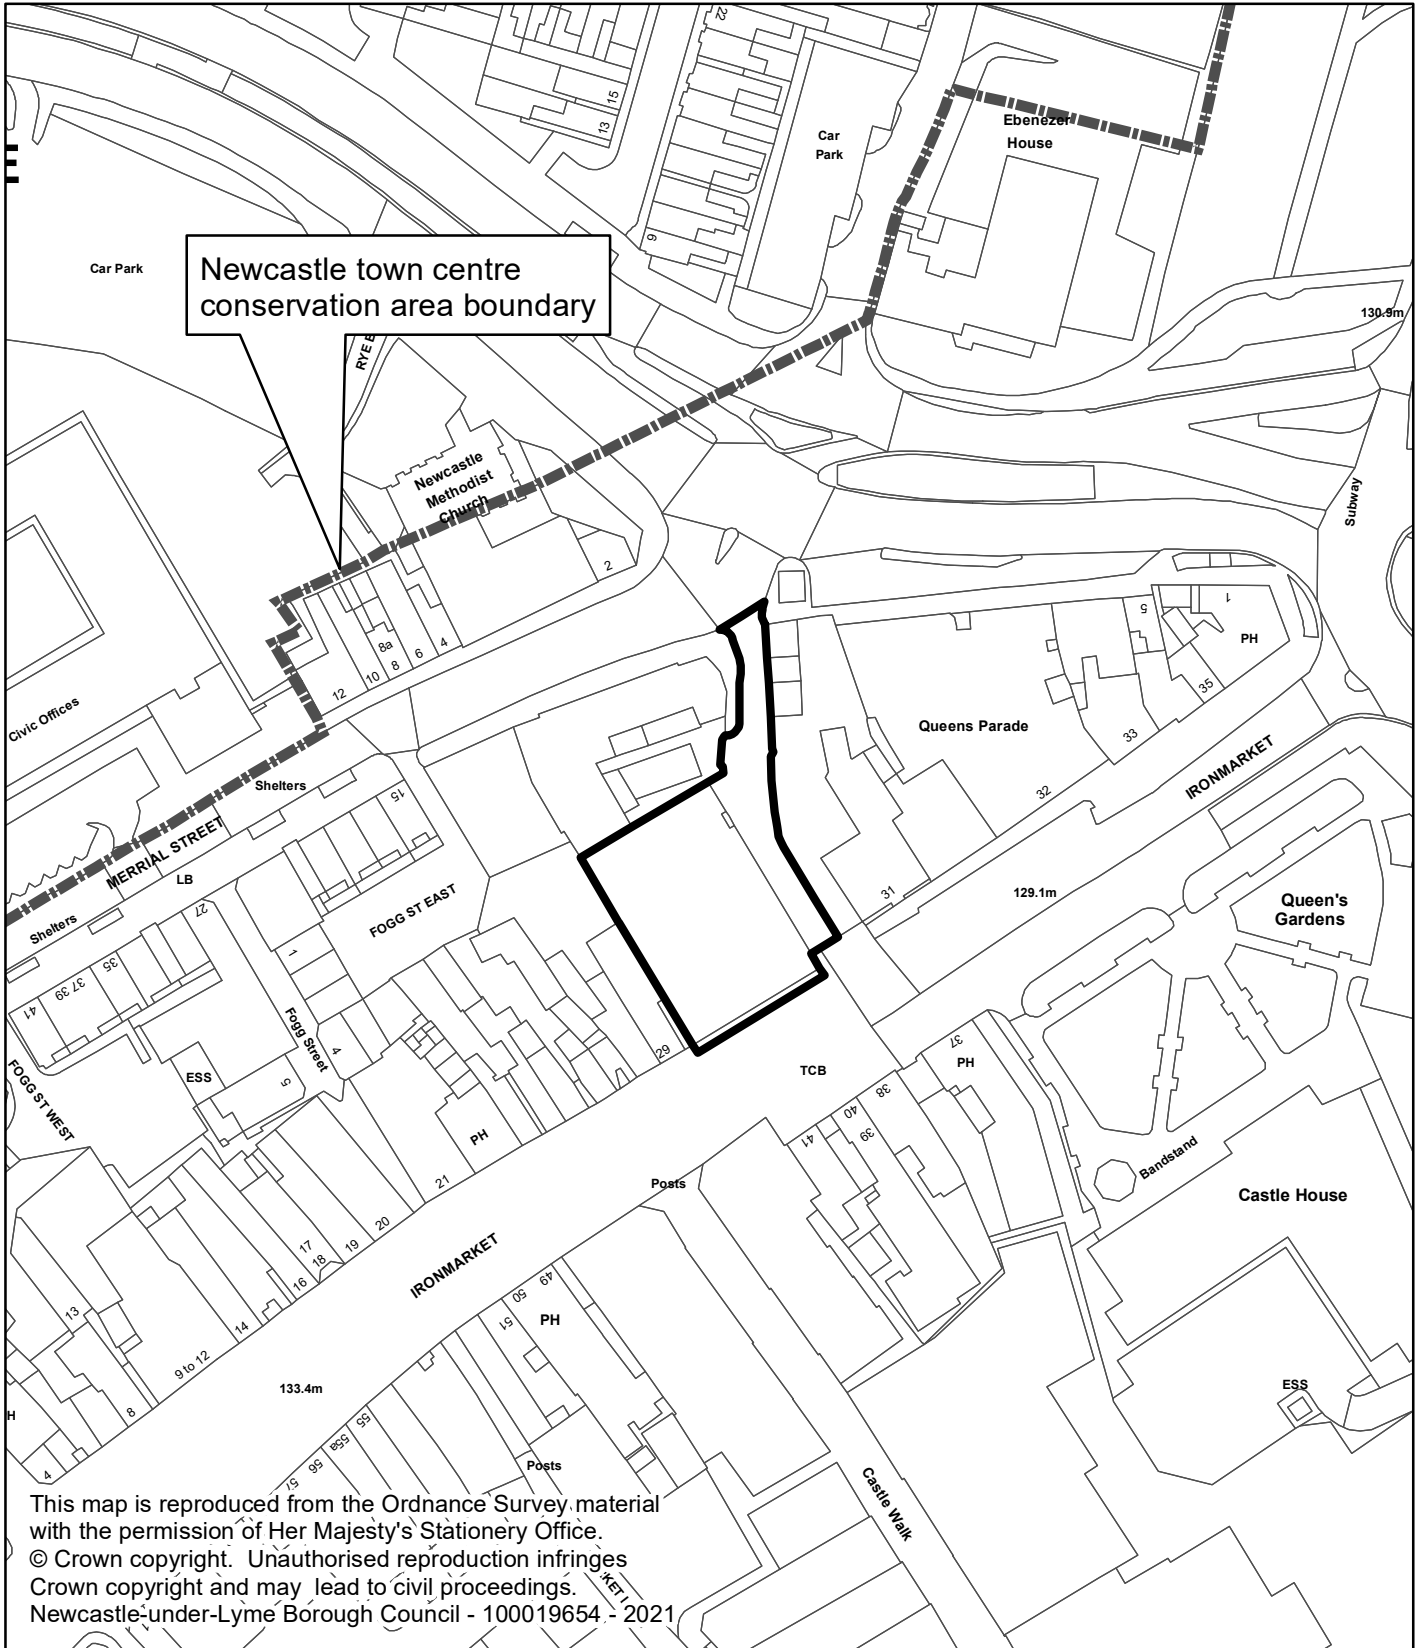 22
15
13
Car
Park
Ebenezer
House
E
9
Car Park
Newcastle town centre
conservation area boundary
130.9m
RYE
Newcastle
Methodist
Church
Subway
2
8a
4
6
8
10
12
5
1
PH
35
33
Civic Offices
Queens Parade
Shelters
15
IRONMARKET
32
MERRIAL STREET
LB
31
129.1m
Queen's
Gardens
27
FOGG ST EAST
Shelters
35
37 39
41
1
Fogg Street
4
29
37
PH
TCB
ESS
5
38
40
39
41
FOGG ST WEST
PH
Bandstand
21
Posts
Castle House
20
19
18
17
16
IRONMARKET
49
50
51
PH
13
14
9 to 12
133.4m
ESS
8
H
55
55a
56
57
Posts
4
Castle Walk
This map is reproduced from the Ordnance Survey material
with the permission of Her Majesty's Stationery Office.
© Crown copyright. Unauthorised reproduction infringes
Crown copyright and may lead to civil proceedings.
Newcastle-under-Lyme Borough Council - 100019654 - 2021